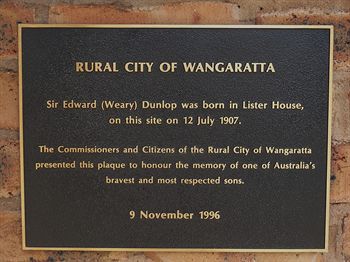 RURAL CITY OF WANGARATTA
Sir Edward (Weary) Dunlop was born in Lister House,
on this site on 12 July 1907.
The Commissioners and Citizens of the Rural City of Wangaratta
presented this plaque to honour the memory of one of Australia's
bravest and most respected sons.
9 November 1996